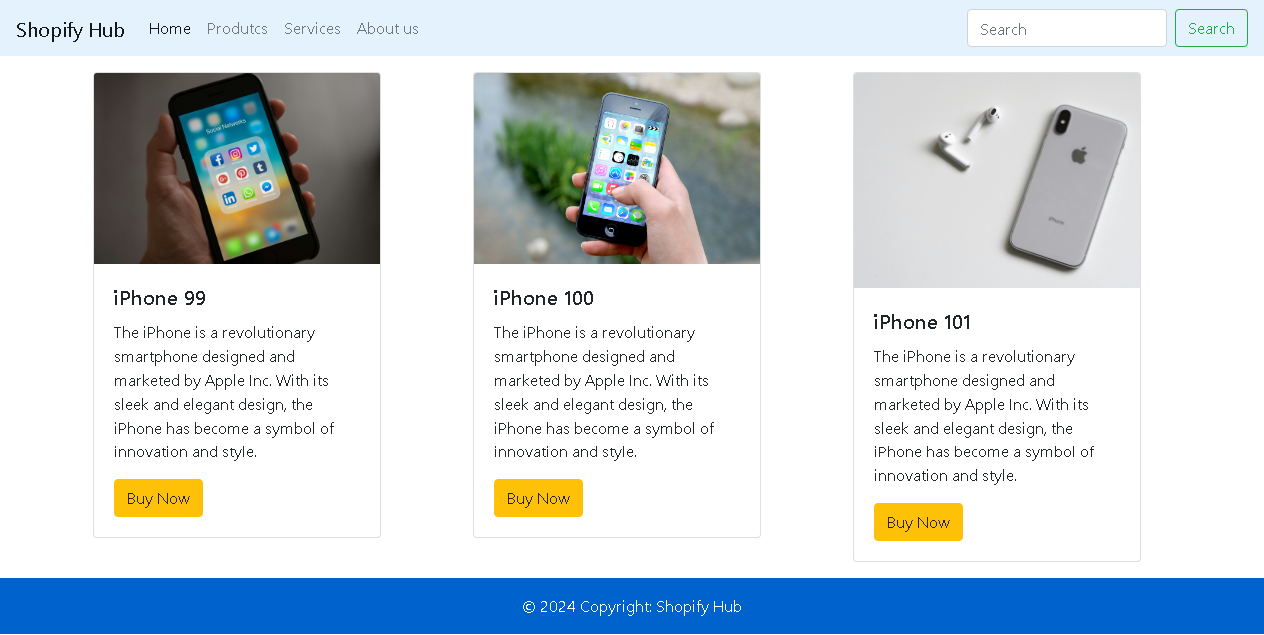 Shopify Hub Home Produtcs Services About us Search Search
Social Networks
iPhone 99
The iPhone is a revolutionary
smartphone designed and
marketed by Apple Inc. With its
sleek and elegant design, the
iPhone has become a symbol of
innovation and style.
Buy Now
iPhone 100
The iPhone is a revolutionary
smartphone designed and
marketed by Apple Inc. With its
sleek and elegant design, the
iPhone has become a symbol of
innovation and style.
Buy Now
iPhone
iPhone 101
The iPhone is a revolutionary
smartphone designed and
marketed by Apple Inc. With its
sleek and elegant design, the
iPhone has become a symbol of
innovation and style.
Buy Now
© 2024 Copyright: Shopify Hub